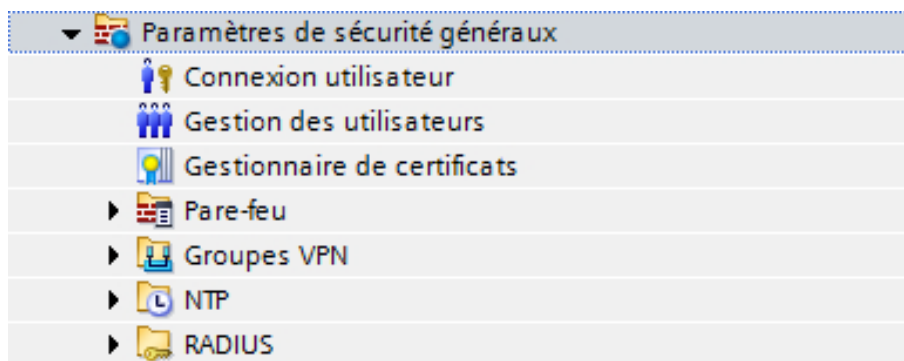 Paramètres de sécurité généraux
Connexion utilisateur
Gestion des utilisateurs
Gestionnaire de certificats
Pare-feu
Groupes VPN
NTP
RADIUS